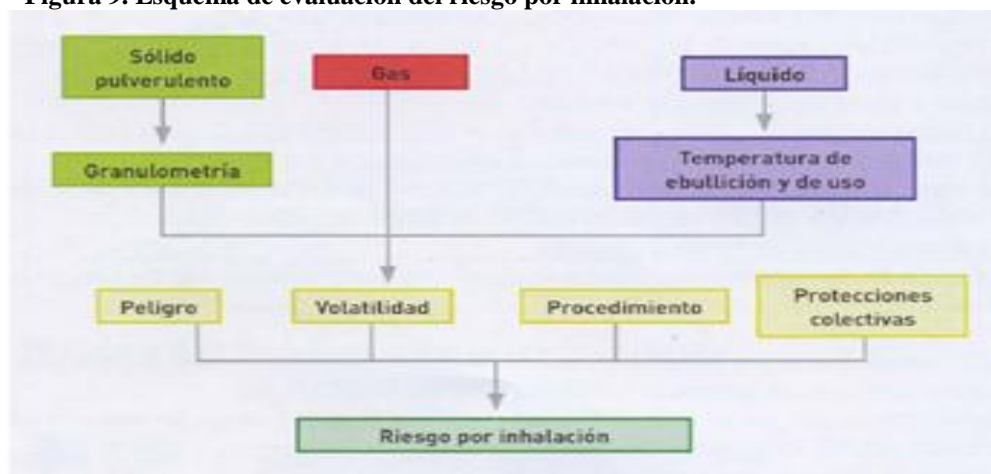 Figura 9. Esquema de evaluación del riesgo por inhalación.
Sólido
pulverulento
Gas
Líquido
Granulometría
Temperatura de
ebullición y de uso
Peligro
Volatilidad
Procedimiento
Protecciones
colectivas
Riesgo por inhalación